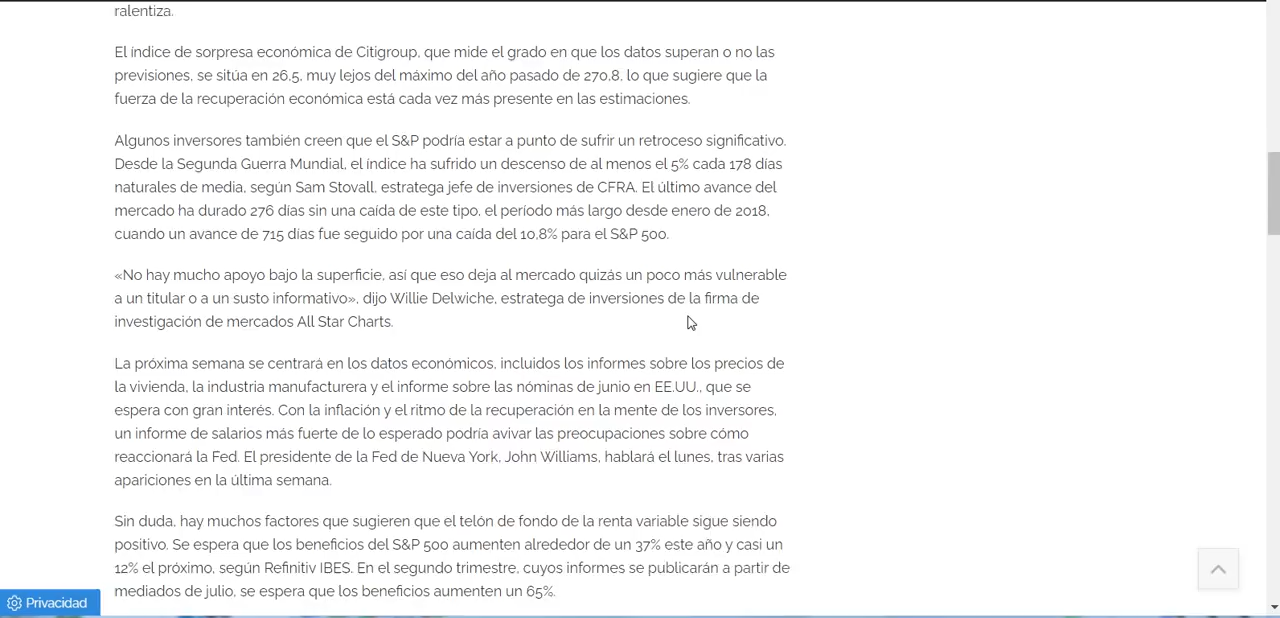 ralentiza.
El índice de sorpresa económica de Citigroup, que mide el grado en que los datos superan o no las
previsiones, se sitúa en 26,5, muy lejos del máximo del año pasado de 270,8, lo que sugiere que la
fuerza de la recuperación económica está cada vez más presente en las estimaciones.
Algunos inversores también creen que el S&P podría estar a punto de sufrir un retroceso significativo.
Desde la Segunda Guerra Mundial, el índice ha sufrido un descenso de al menos el 5% cada 178 días
naturales de media, según Sam Stovall, estratega jefe de inversiones de CFRA. El último avance del
mercado ha durado 276 días sin una caída de este tipo, el período más largo desde enero de 2018,
cuando un avance de 715 días fue seguido por una caída del 10,8% para el S&P 500.
«No hay mucho apoyo bajo la superficie, así que eso deja al mercado quizás un poco más vulnerable
a un titular o a un susto informativo», dijo Willie Delwiche, estratega de inversiones de la firma de
investigación de mercados All Star Charts.
La próxima semana se centrará en los datos económicos, incluidos los informes sobre los precios de
la vivienda, la industria manufacturera y el informe sobre las nóminas de junio en EE.UU., que se
espera con gran interés. Con la inflación y el ritmo de la recuperación en la mente de los inversores,
un informe de salarios más fuerte de lo esperado podría avivar las preocupaciones sobre cómo
reaccionará la Fed. El presidente de la Fed de Nueva York, John Williams, hablará el lunes, tras varias
apariciones en la última semana.
Sin duda, hay muchos factores que sugieren que el telón de fondo de la renta variable sigue siendo
positivo. Se espera que los beneficios del S&P 500 aumenten alrededor de un 37% este año y casi un
12% el próximo, según Refinitiv IBES. En el segundo trimestre, cuyos informes se publicarán a partir de
mediados de julio, se espera que los beneficios aumenten un 65%.
Privacidad